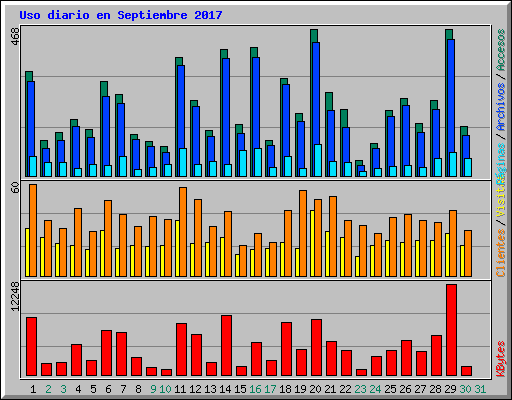 Uso diario en Septiembre 2017
468
60
12248
Accesos / Archivos / Páginas
Clientes / Visitas
KBytes
1 2 3 4 5 6 7 8 9 10 11 12 13 14 15 16 17 18 19 20 21 22 23 24 25 26 27 28 29 30 31